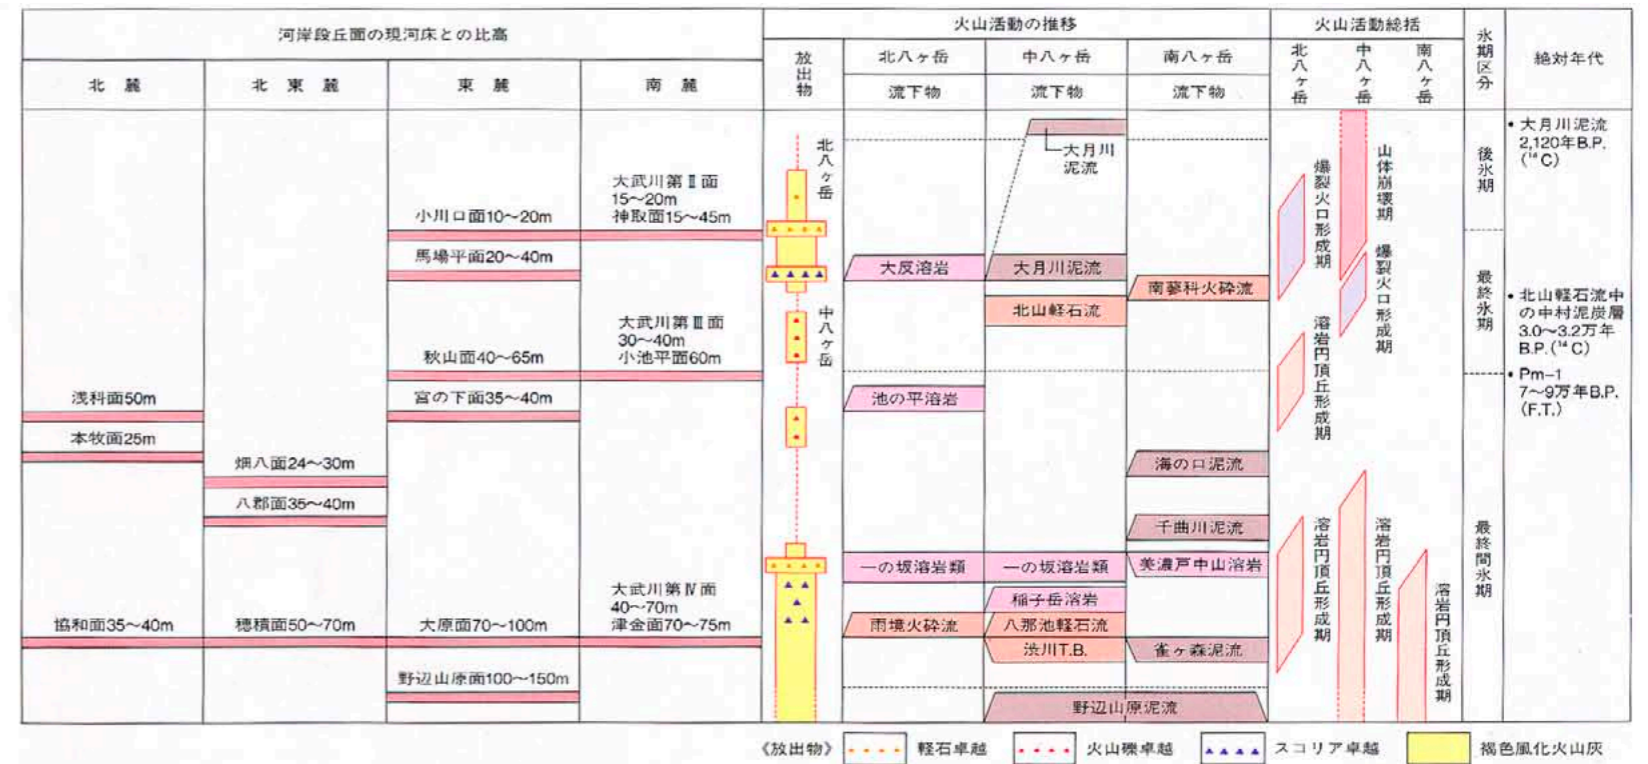 河岸段丘面の現河床との比高
火山活動の推移
火山活動総括
氷期区分
絶対年代
北麓
北東麓
東麓
南麓
放出物
北八ヶ岳
中八ヶ岳
南八ヶ岳
流下物
流下物
流下物
北八ヶ岳
中八ヶ岳
南八ヶ岳
浅科面50m
本牧面25m
協和面35～40m
畑八面24～30m
八郡面35～40m
穂積面50～70m
小川口面10～20m
馬場平面20～40m
秋山面40～65m
宮の下面35～40m
大原面70～100m
野辺山原面100～150m
大武川第Ⅱ面
15～20m
神取面15～45m
大武川第Ⅲ面
30～40m
小池平面60m
大武川第Ⅳ面
40～70m
津金面70～75m
北八ヶ岳
中八ヶ岳
大反溶岩
池の平溶岩
一の坂溶岩類
雨境火砕流
大月川
泥流
大月川泥流
北山軽石流
一の坂溶岩類
稲子岳溶岩
八那池軽石流
渋川T.B.
野辺山原泥流
南蓼科火砕流
海の口泥流
千曲川泥流
美濃戸中山溶岩
雀ヶ森泥流
爆裂火口形成期
溶岩円頂丘形成期
溶岩円頂丘形成期
山体崩壊期
爆裂火口形成期
溶岩円頂丘形成期
溶岩円頂丘形成期
後氷期
最終氷期
最終間氷期
• 大月川泥流
2,120年B.P.
(¹⁴C)
• 北山軽石流中
の中村泥炭層
3.0～3.2万年
B.P.(¹⁴C)
• Pm-1
7～9万年B.P.
(F.T.)
《放出物》 軽石卓越 火山礫卓越 スコリア卓越 褐色風化火山灰